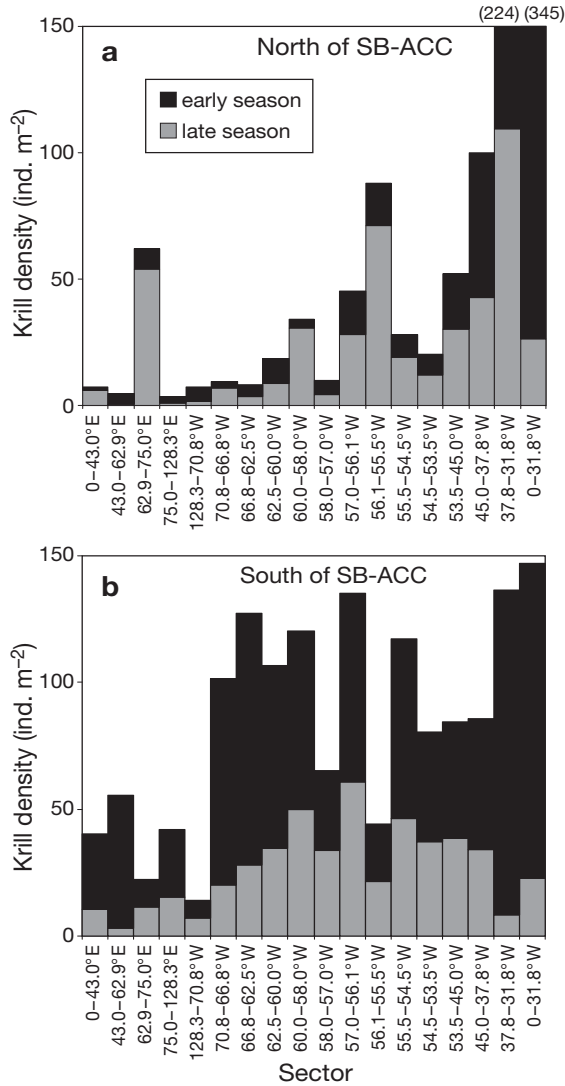 (224) (345)
150
a
North of SB-ACC
early season
late season
100
50
0
Krill density (ind. m–2)
0–43.0° E
43.0–62.9° E
62.9–75.0° E
75.0–128.3° E
128.3–70.8° W
70.8–66.8° W
66.8–62.5° W
62.5–60.0° W
60.0–58.0° W
58.0–57.0° W
57.0–56.1° W
56.1–55.5° W
55.5–54.5° W
54.5–53.5° W
53.5–45.0° W
45.0–37.8° W
37.8–31.8° W
0–31.8° W
150
b
South of SB-ACC
100
50
0
Krill density (ind. m–2)
0–43.0° E
43.0–62.9° E
62.9–75.0° E
75.0–128.3° E
128.3–70.8° W
70.8–66.8° W
66.8–62.5° W
62.5–60.0° W
60.0–58.0° W
58.0–57.0° W
57.0–56.1° W
56.1–55.5° W
55.5–54.5° W
54.5–53.5° W
53.5–45.0° W
45.0–37.8° W
37.8–31.8° W
0–31.8° W
Sector